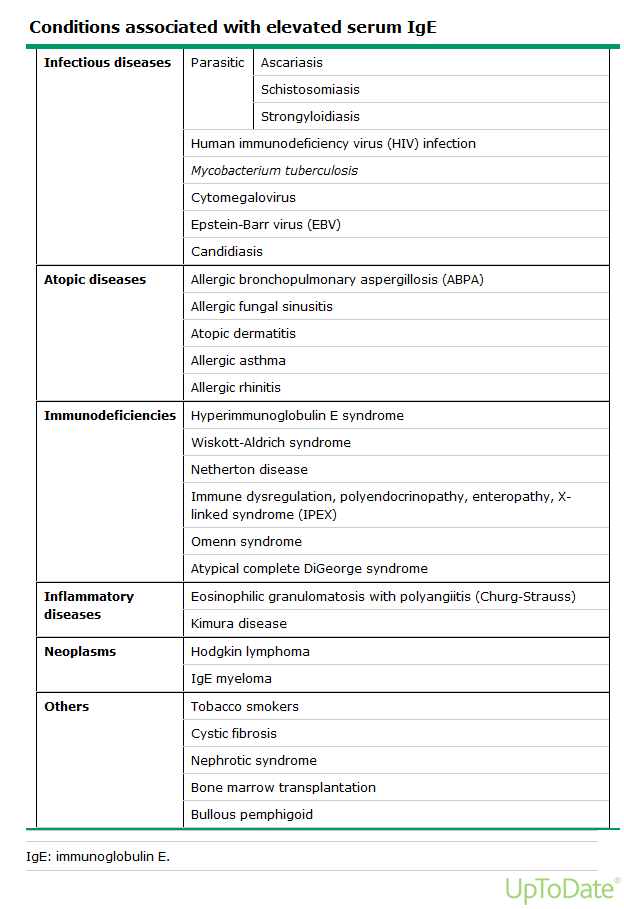 Conditions associated with elevated serum IgE
Infectious diseases Parasitic Ascariasis
Schistosomiasis
Strongyloidiasis
Human immunodeficiency virus (HIV) infection
Mycobacterium tuberculosis
Cytomegalovirus
Epstein-Barr virus (EBV)
Candidiasis
Atopic diseases Allergic bronchopulmonary aspergillosis (ABPA)
Allergic fungal sinusitis
Atopic dermatitis
Allergic asthma
Allergic rhinitis
Immunodeficiencies Hyperimmunoglobulin E syndrome
Wiskott-Aldrich syndrome
Netherton disease
Immune dysregulation, polyendocrinopathy, enteropathy, X-
linked syndrome (IPEX)
Omenn syndrome
Atypical complete DiGeorge syndrome
Inflammatory
diseases
Eosinophilic granulomatosis with polyangiitis (Churg-Strauss)
Kimura disease
Neoplasms Hodgkin lymphoma
IgE myeloma
Others Tobacco smokers
Cystic fibrosis
Nephrotic syndrome
Bone marrow transplantation
Bullous pemphigoid
IgE: immunoglobulin E.
UpToDate®